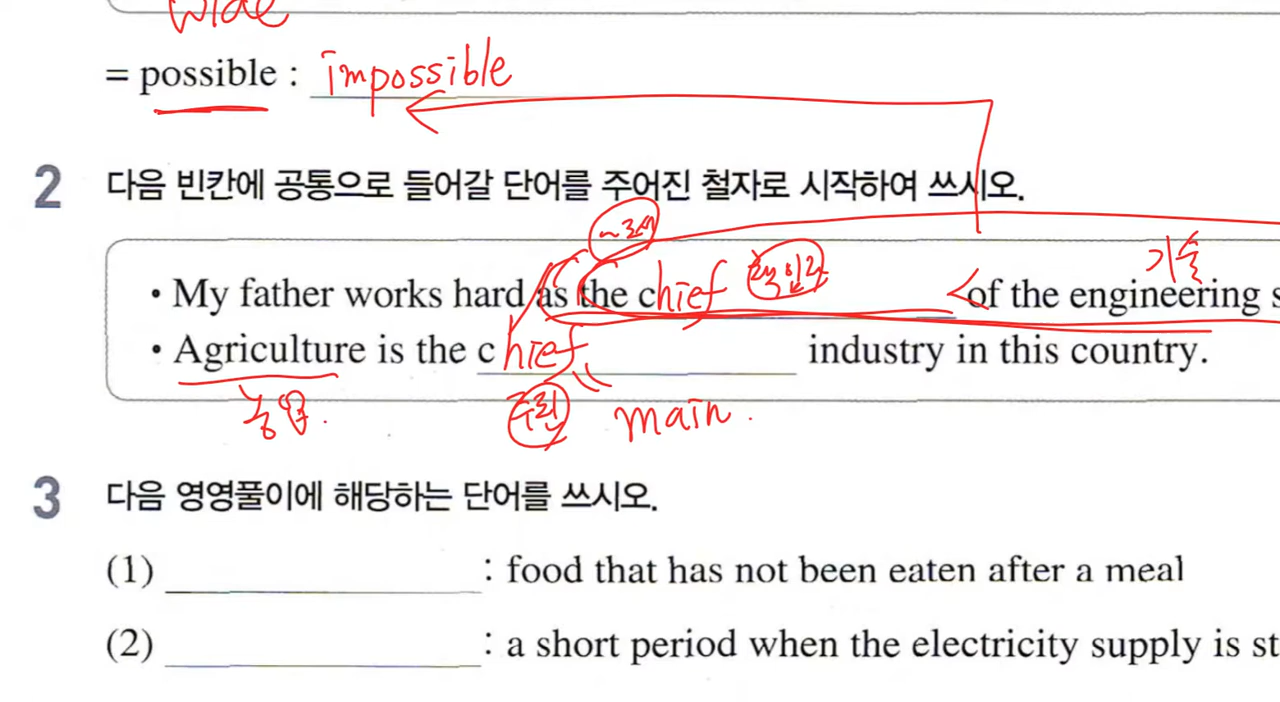 wide
= possible : impossible
2 다음 빈칸에 공통으로 들어갈 단어를 주어진 철자로 시작하여 쓰시오.
~로서
기술
• My father works hard as the chief 책임자 of the engineering s
• Agriculture is the chief industry in this country.
농업. 주된 main.
3 다음 영영풀이에 해당하는 단어를 쓰시오.
(1) : food that has not been eaten after a meal
(2) : a short period when the electricity supply is st